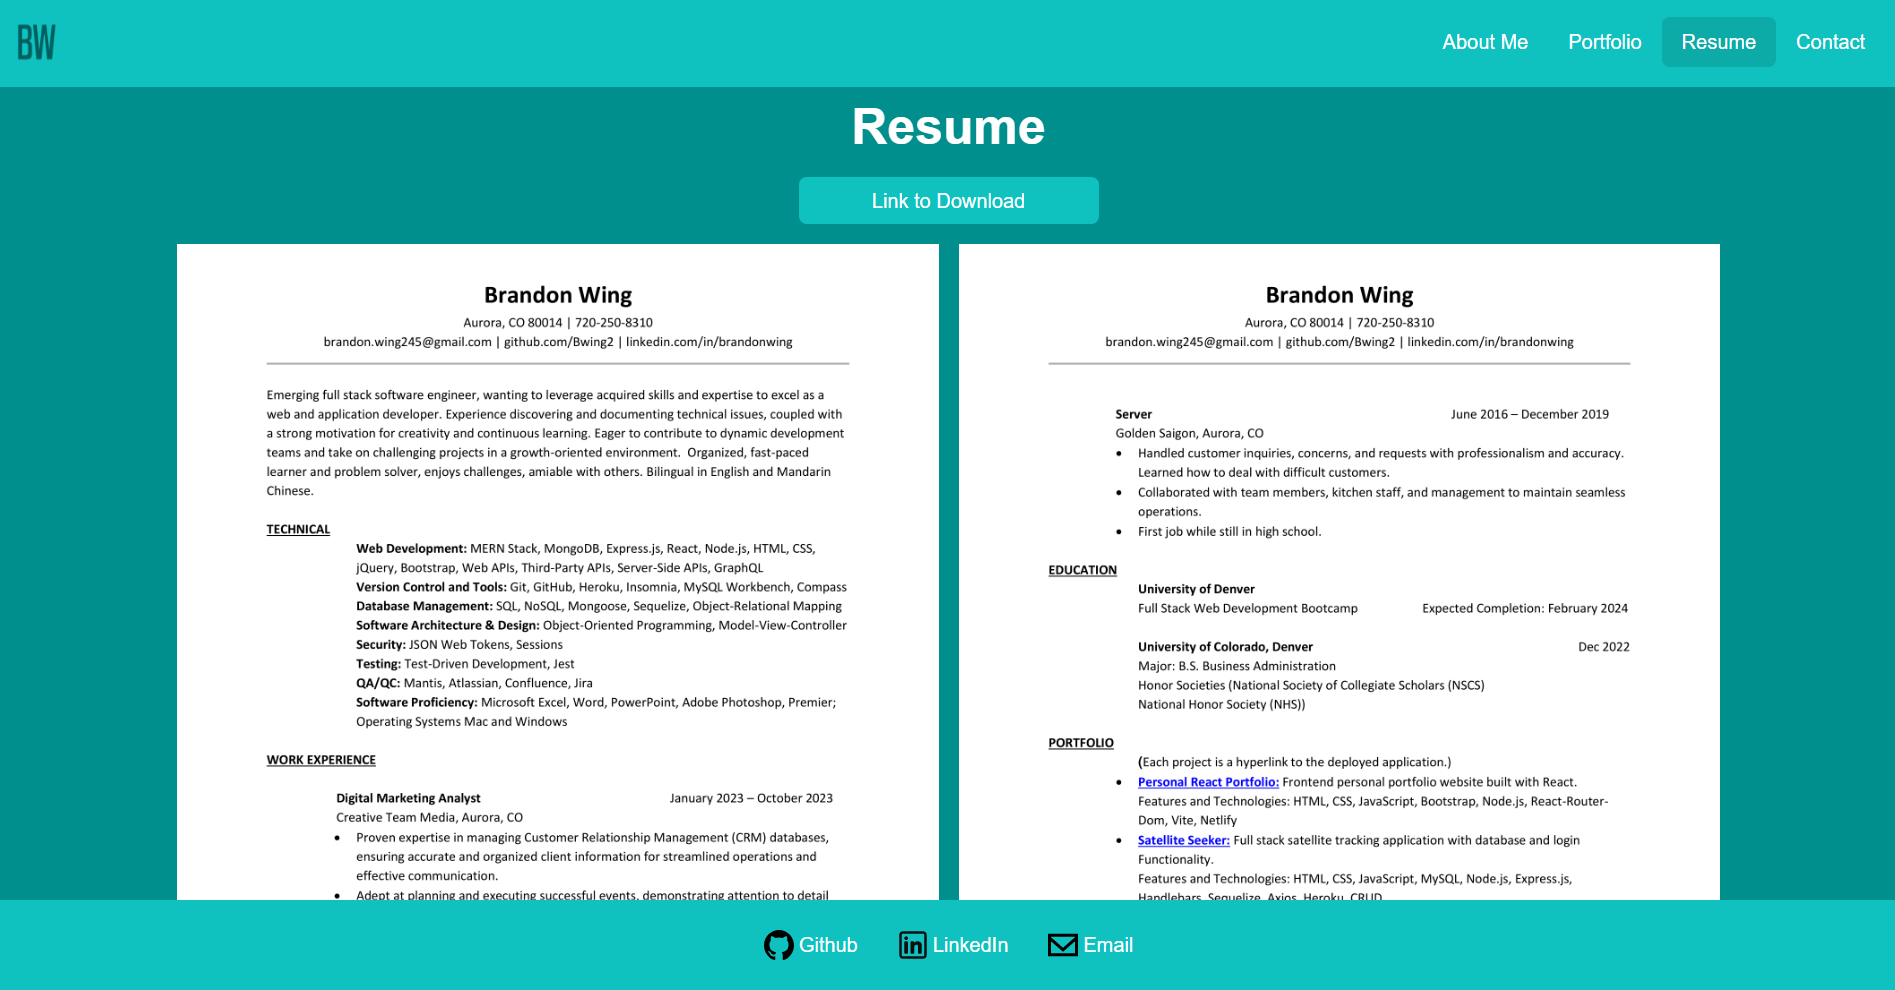 BW
About Me
Portfolio
Resume
Contact
Resume
Link to Download
Brandon Wing
Aurora, CO 80014 | 720-250-8310
brandon.wing245@gmail.com | github.com/Bwing2 | linkedin.com/in/brandonwing
Emerging full stack software engineer, wanting to leverage acquired skills and expertise to excel as a
web and application developer. Experience discovering and documenting technical issues, coupled with
a strong motivation for creativity and continuous learning. Eager to contribute to dynamic development
teams and take on challenging projects in a growth-oriented environment.  Organized, fast-paced
learner and problem solver, enjoys challenges, amiable with others. Bilingual in English and Mandarin
Chinese.
TECHNICAL
Web Development: MERN Stack, MongoDB, Express.js, React, Node.js, HTML, CSS,
jQuery, Bootstrap, Web APIs, Third-Party APIs, Server-Side APIs, GraphQL
Version Control and Tools: Git, GitHub, Heroku, Insomnia, MySQL Workbench, Compass
Database Management: SQL, NoSQL, Mongoose, Sequelize, Object-Relational Mapping
Software Architecture & Design: Object-Oriented Programming, Model-View-Controller
Security: JSON Web Tokens, Sessions
Testing: Test-Driven Development, Jest
QA/QC: Mantis, Atlassian, Confluence, Jira
Software Proficiency: Microsoft Excel, Word, PowerPoint, Adobe Photoshop, Premier;
Operating Systems Mac and Windows
WORK EXPERIENCE
Digital Marketing Analyst January 2023 – October 2023
Creative Team Media, Aurora, CO
• Proven expertise in managing Customer Relationship Management (CRM) databases,
ensuring accurate and organized client information for streamlined operations and
effective communication.
• Adept at planning and executing successful events, demonstrating attention to detail
Brandon Wing
Aurora, CO 80014 | 720-250-8310
brandon.wing245@gmail.com | github.com/Bwing2 | linkedin.com/in/brandonwing
Server June 2016 – December 2019
Golden Saigon, Aurora, CO
• Handled customer inquiries, concerns, and requests with professionalism and accuracy.
Learned how to deal with difficult customers.
• Collaborated with team members, kitchen staff, and management to maintain seamless
operations.
• First job while still in high school.
EDUCATION
University of Denver
Full Stack Web Development Bootcamp Expected Completion: February 2024
University of Colorado, Denver Dec 2022
Major: B.S. Business Administration
Honor Societies (National Society of Collegiate Scholars (NSCS)
National Honor Society (NHS))
PORTFOLIO
(Each project is a hyperlink to the deployed application.)
• Personal React Portfolio: Frontend personal portfolio website built with React.
Features and Technologies: HTML, CSS, JavaScript, Bootstrap, Node.js, React-Router-
Dom, Vite, Netlify
• Satellite Seeker: Full stack satellite tracking application with database and login
Functionality.
Features and Technologies: HTML, CSS, JavaScript, MySQL, Node.js, Express.js,
Handlebars, Sequelize, Axios, Heroku, CRUD
Github
LinkedIn
Email